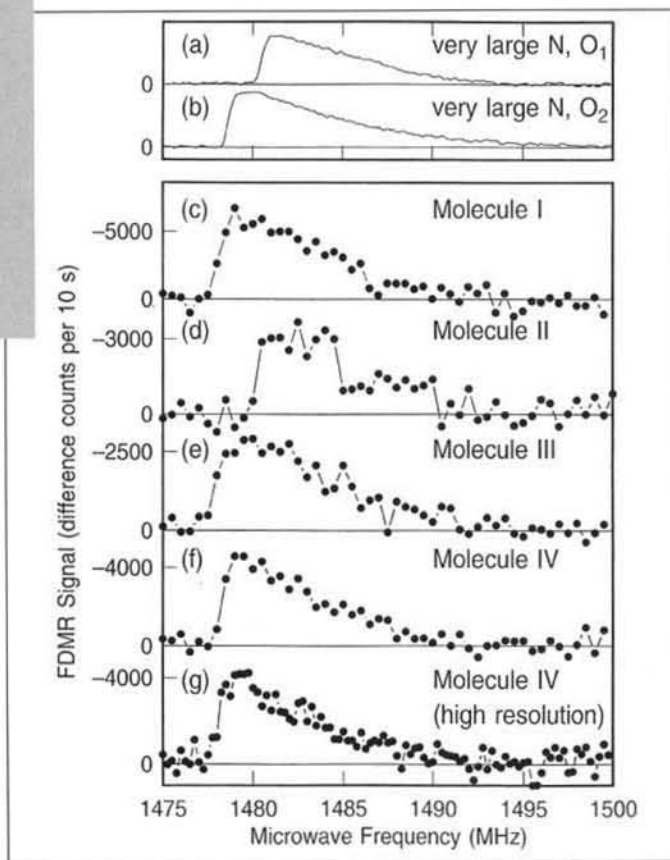 (a) very large N, O₁
0
(b) very large N, O₂
0
(c) Molecule I
–5000
0
(d) Molecule II
–3000
0
(e) Molecule III
–2500
0
(f) Molecule IV
–4000
0
(g) Molecule IV
–4000 (high resolution)
0
FDMR Signal (difference counts per 10 s)
1475 1480 1485 1490 1495 1500
Microwave Frequency (MHz)